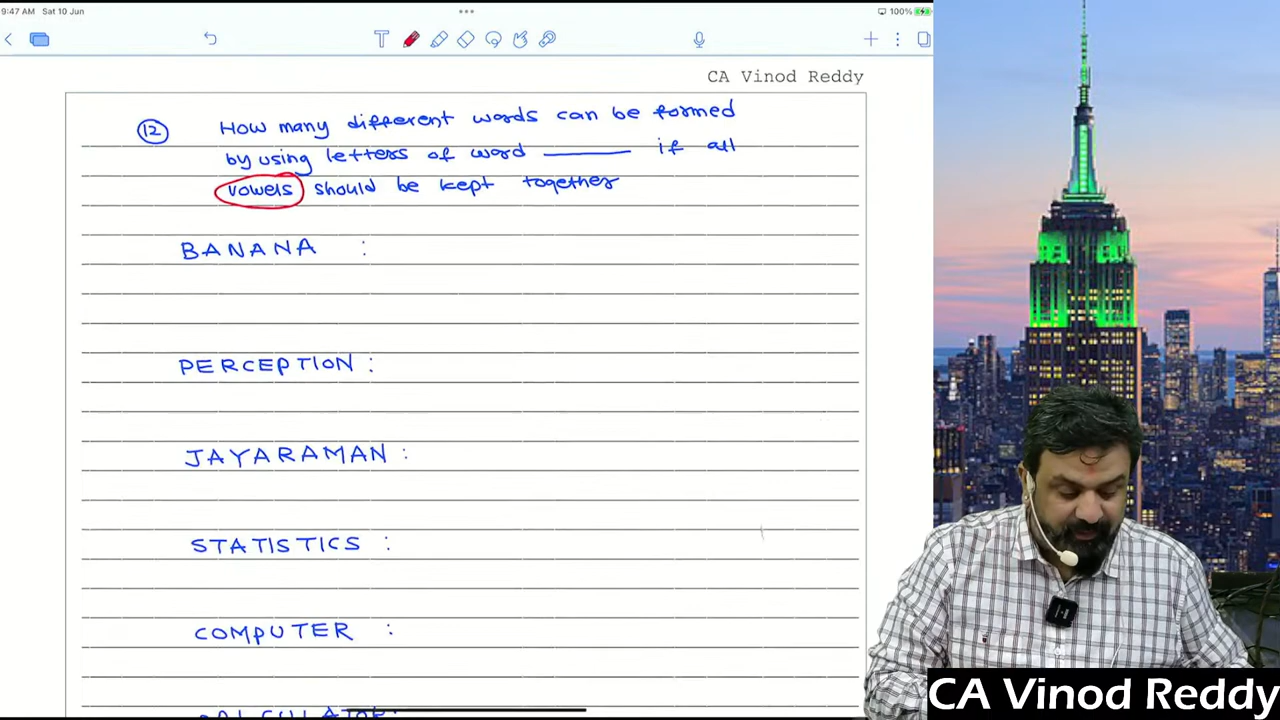 9:47 AM Sat 10 Jun
100%
CA Vinod Reddy
12 How many different words can be formed
by using letters of word ________ if all
vowels should be kept together
BANANA :
PERCEPTION :
JAYARAMAN :
STATISTICS :
COMPUTER :
CA Vinod Reddy